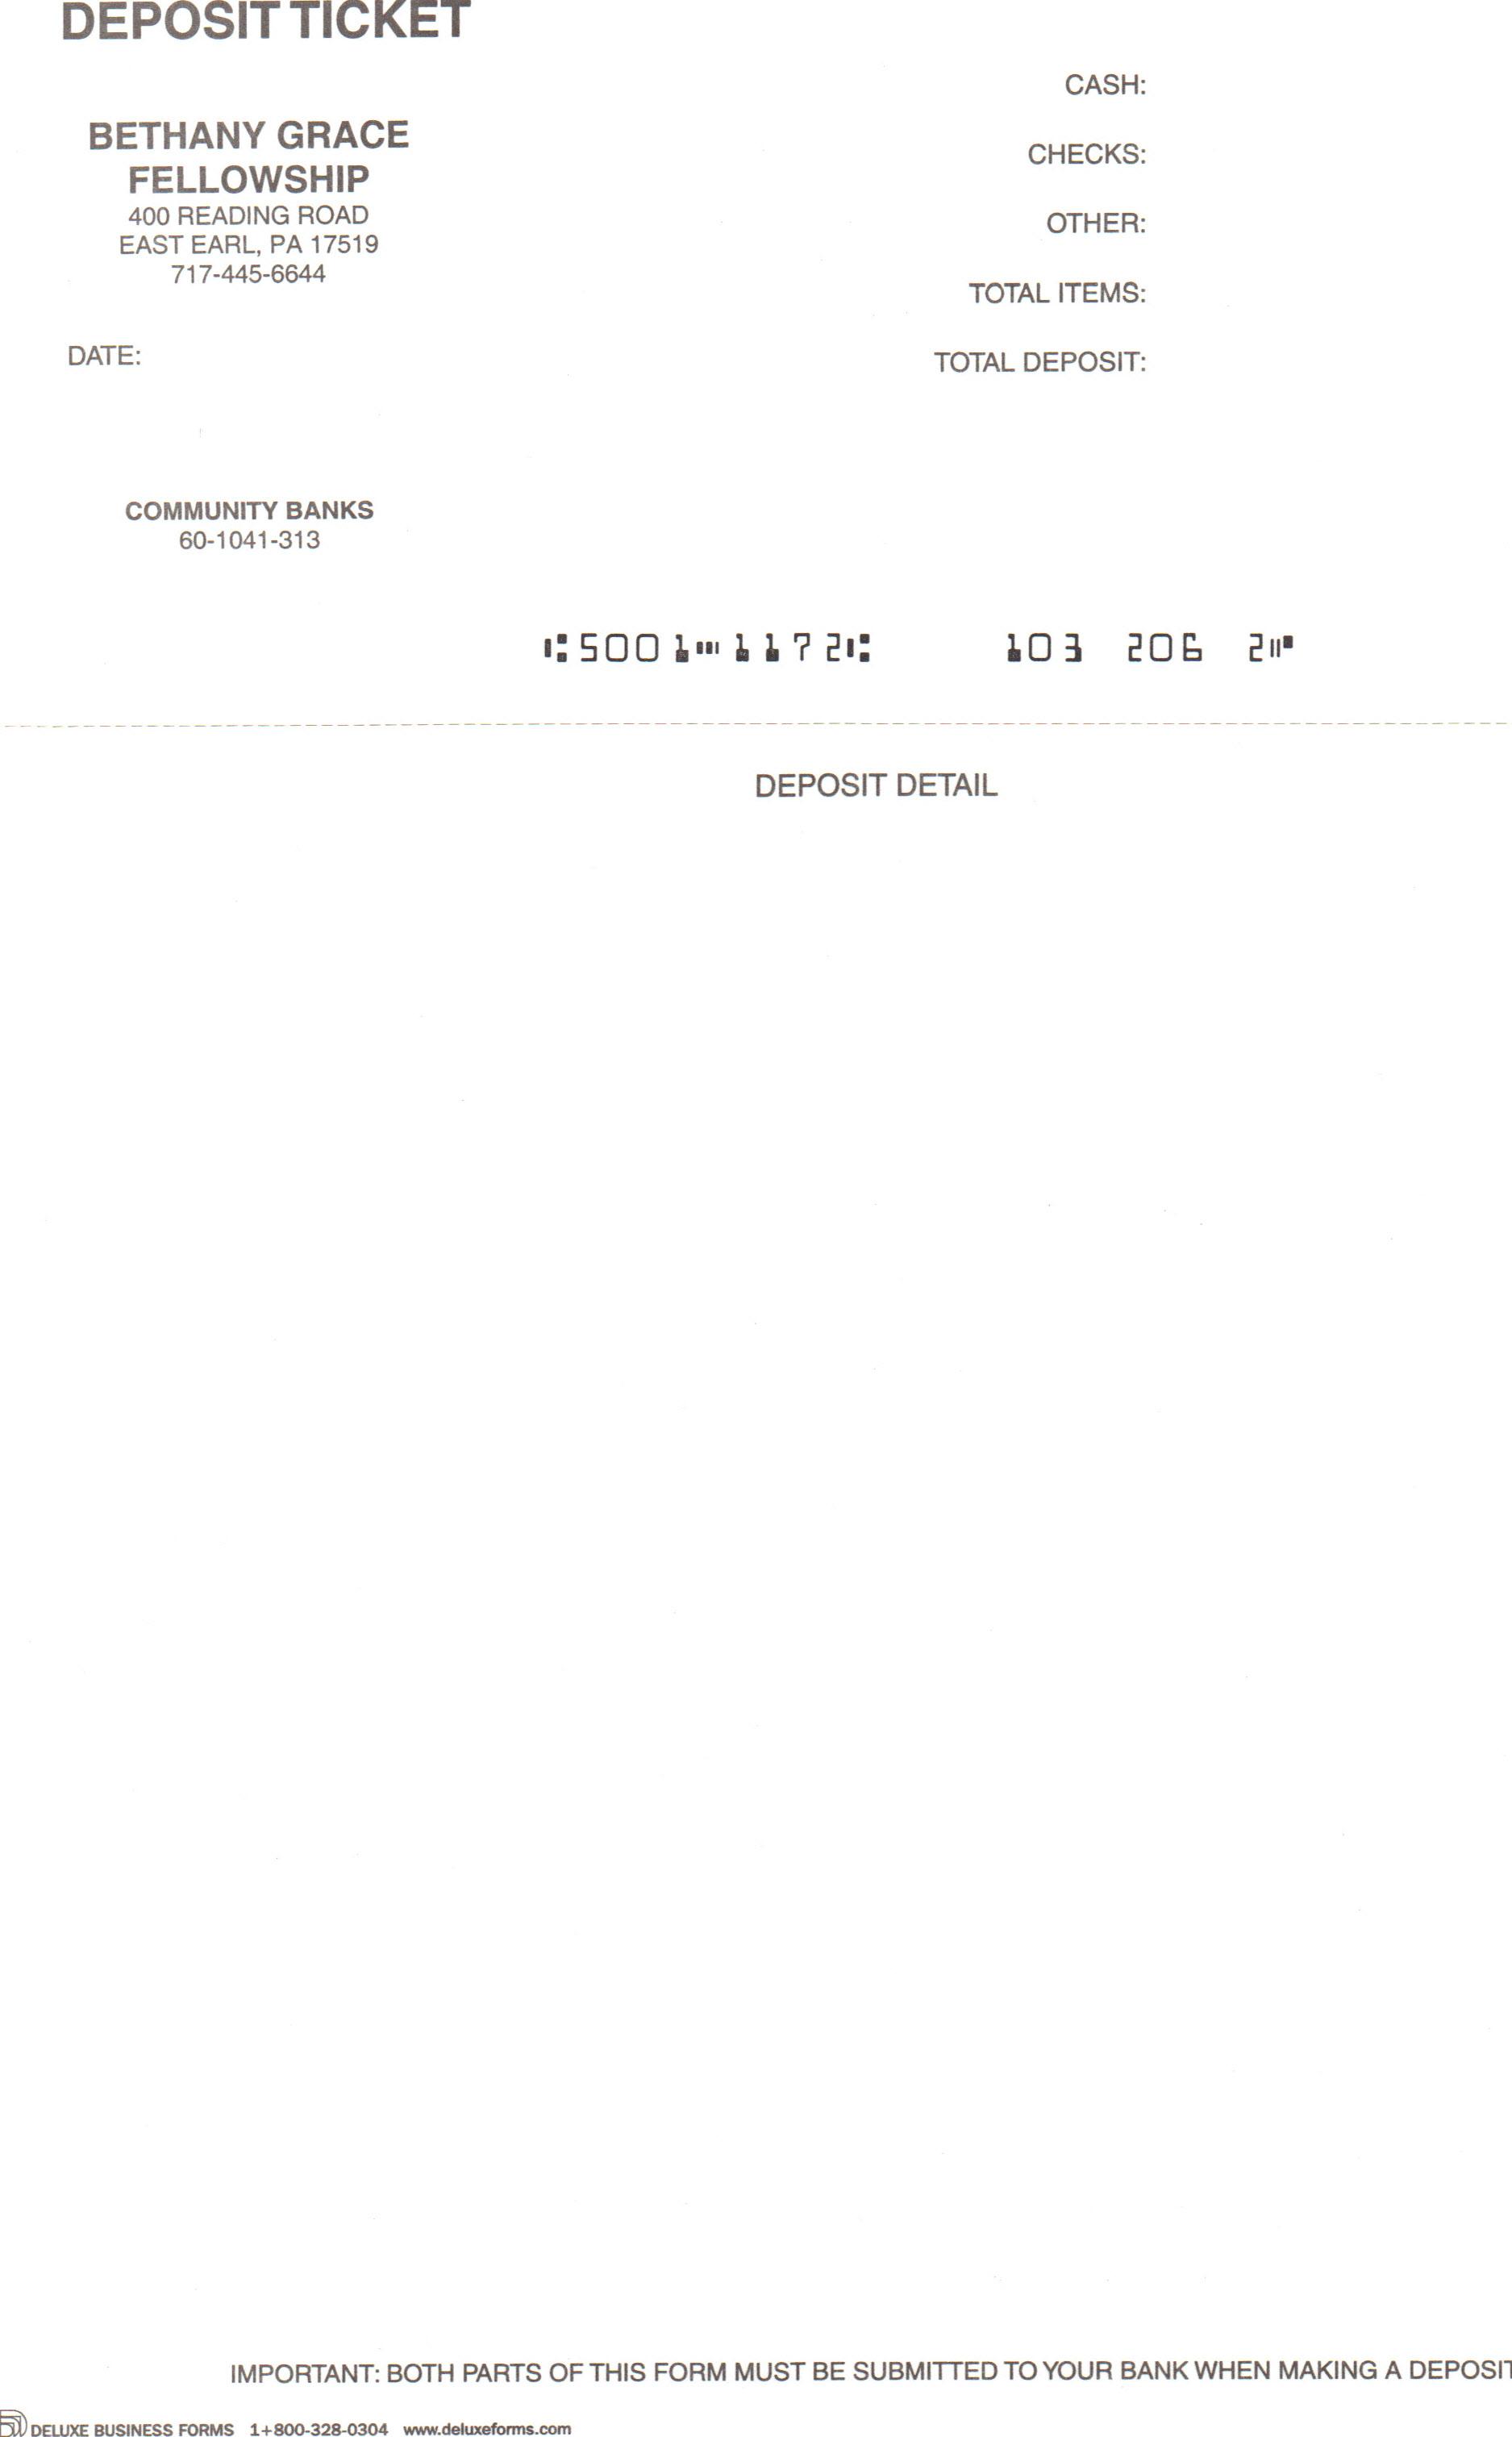 DEPOSIT TICKET
CASH:
BETHANY GRACE
FELLOWSHIP
400 READING ROAD
EAST EARL, PA 17519
717-445-6644
CHECKS:
OTHER:
TOTAL ITEMS:
DATE:
TOTAL DEPOSIT:
COMMUNITY BANKS
60-1041-313
⑆5001⑉1172⑆ 103 206 2⑈
DEPOSIT DETAIL
IMPORTANT: BOTH PARTS OF THIS FORM MUST BE SUBMITTED TO YOUR BANK WHEN MAKING A DEPOSIT
DELUXE BUSINESS FORMS 1+800-328-0304 www.deluxeforms.com